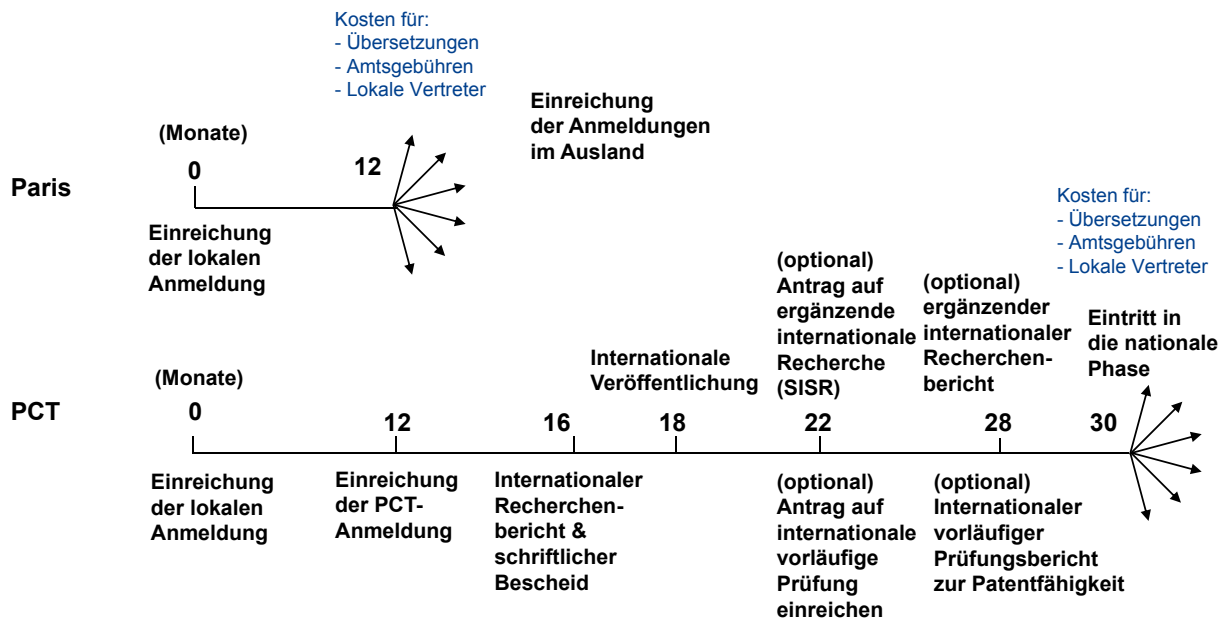 Kosten für:
- Übersetzungen
- Amtsgebühren
- Lokale Vertreter
Einreichung
der Anmeldungen
im Ausland
(Monate)
0
12
Paris
Einreichung
der lokalen
Anmeldung
Kosten für:
- Übersetzungen
- Amtsgebühren
- Lokale Vertreter
(optional)
Antrag auf
ergänzende
internationale
Recherche
(SISR)
(optional)
ergänzender
internationaler
Recherchen-
bericht
Eintritt in
die nationale
Phase
Internationale
Veröffentlichung
(Monate)
PCT
0
12
16
18
22
28
30
Einreichung
der lokalen
Anmeldung
Einreichung
der PCT-
Anmeldung
Internationaler
Recherchen-
bericht &
schriftlicher
Bescheid
(optional)
Antrag auf
internationale
vorläufige
Prüfung
einreichen
(optional)
Internationaler
vorläufiger
Prüfungsbericht
zur Patentfähigkeit